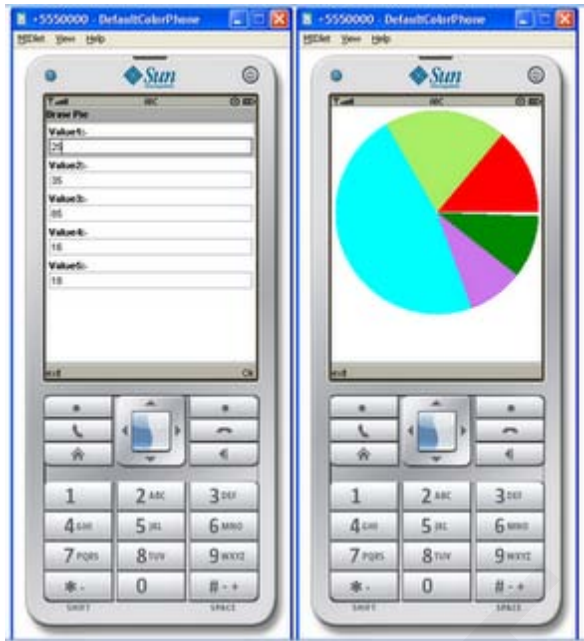 +5550000 - DefaultColorPhone
MIDlet View Help
Sun
ABC
Draw Pie
Value1:-
25
Value2:-
35
Value3:-
85
Value4:-
18
Value5:-
18
exit Ok
1 2 ABC 3 DEF
4 GHI 5 JKL 6 MNO
7 PQRS 8 TUV 9 WXYZ
* . 0 # - +
SHIFT SPACE
+5550000 - DefaultColorPhone
MIDlet View Help
Sun
ABC
exit
1 2 ABC 3 DEF
4 GHI 5 JKL 6 MNO
7 PQRS 8 TUV 9 WXYZ
* . 0 # - +
SHIFT SPACE